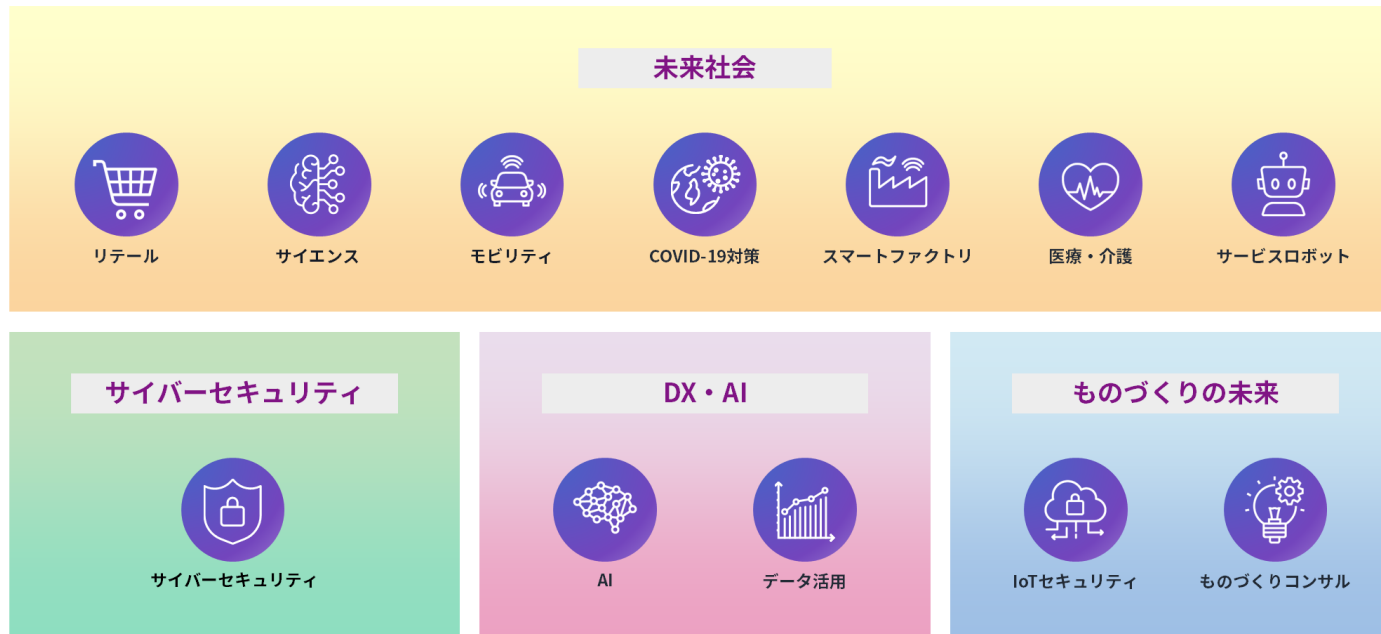 未来社会
リテール
サイエンス
モビリティ
COVID-19対策
スマートファクトリ
医療・介護
サービスロボット
サイバーセキュリティ
サイバーセキュリティ
DX・AI
AI
データ活用
ものづくりの未来
IoTセキュリティ
ものづくりコンサル